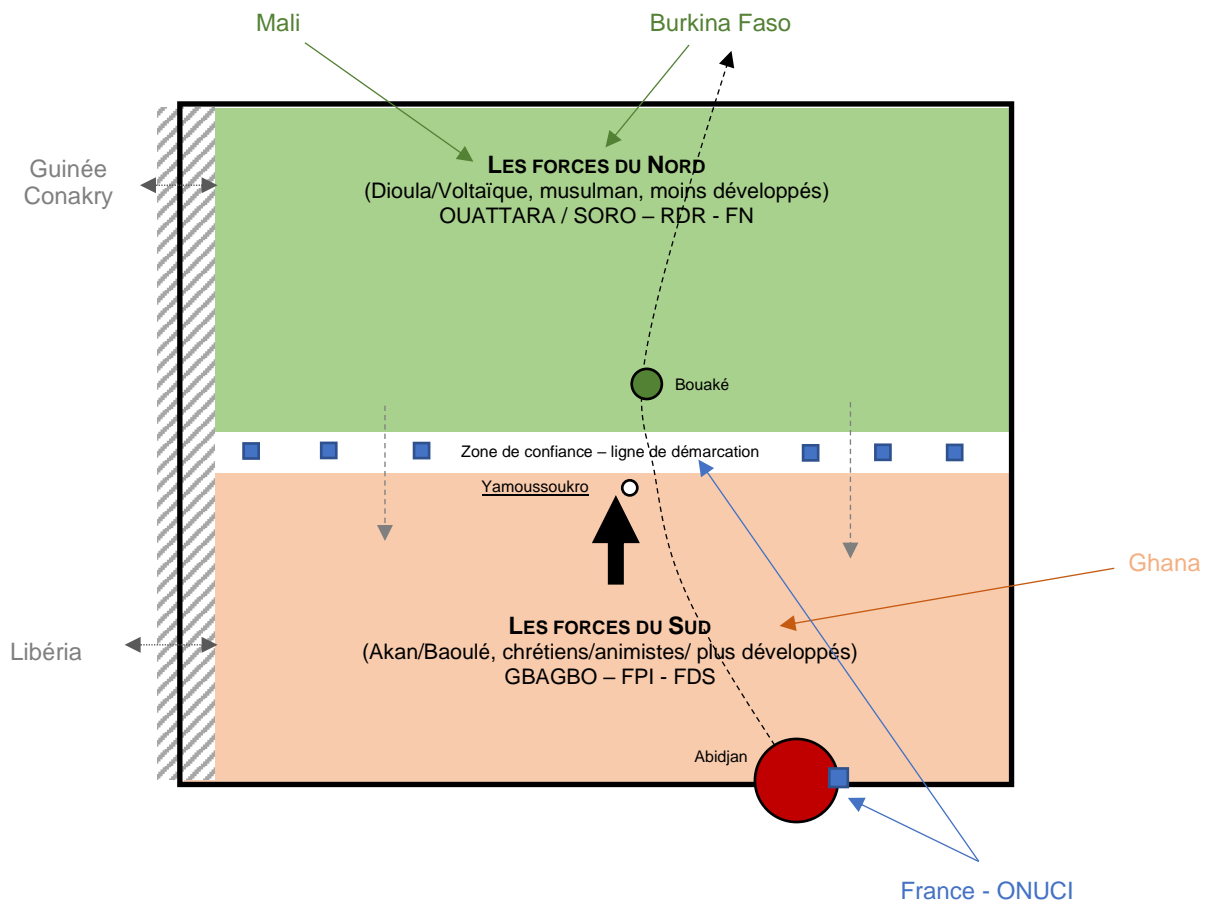 Mali
Burkina Faso
Guinée
Conakry
LES FORCES DU NORD
(Dioula/Voltaïque, musulman, moins développés)
OUATTARA / SORO – RDR - FN
Bouaké
Zone de confiance – ligne de démarcation
Yamoussoukro
Ghana
LES FORCES DU SUD
(Akan/Baoulé, chrétiens/animistes/ plus développés)
GBAGBO – FPI - FDS
Libéria
Abidjan
France - ONUCI